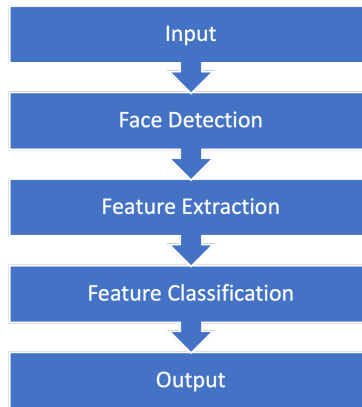 Input
Face Detection
Feature Extraction
Feature Classification
Output